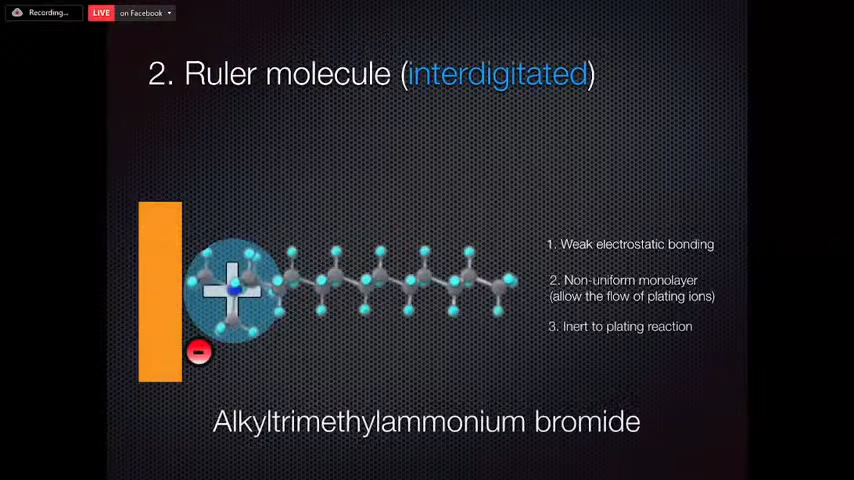 Recording...
LIVE on Facebook
2. Ruler molecule (interdigitated)
1. Weak electrostatic bonding
2. Non-uniform monolayer
(allow the flow of plating ions)
3. Inert to plating reaction
Alkyltrimethylammonium bromide